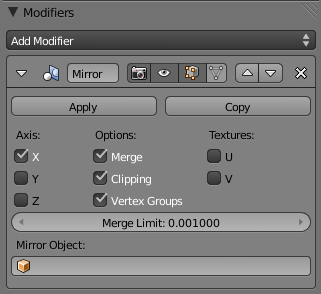 Modifiers
Add Modifier
Mirror
Apply Copy
Axis: Options: Textures:
X Merge U
Y Clipping V
Z Vertex Groups
Merge Limit: 0.001000
Mirror Object: